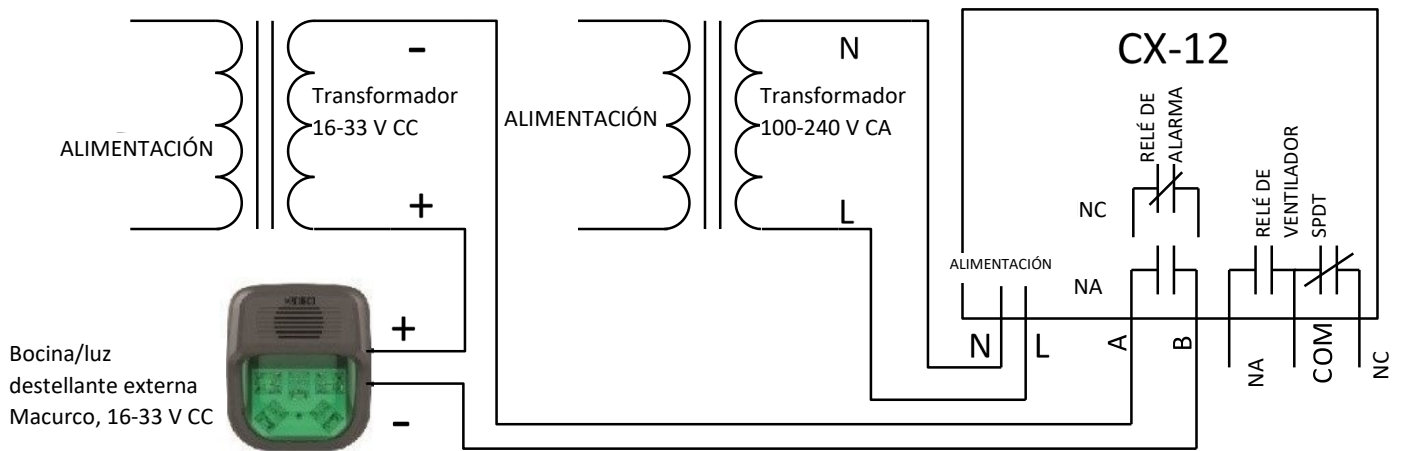 CX-12
-
N
Transformador
16-33 V CC
Transformador
100-240 V CA
ALIMENTACIÓN
ALIMENTACIÓN
+
L
RELÉ DE
ALARMA
NC
RELÉ DE
VENTILADOR
SPDT
ALIMENTACIÓN
NA
+
-
Bocina/luz
destellante externa
Macurco, 16-33 V CC
N
L
A
B
NA
COM
NC